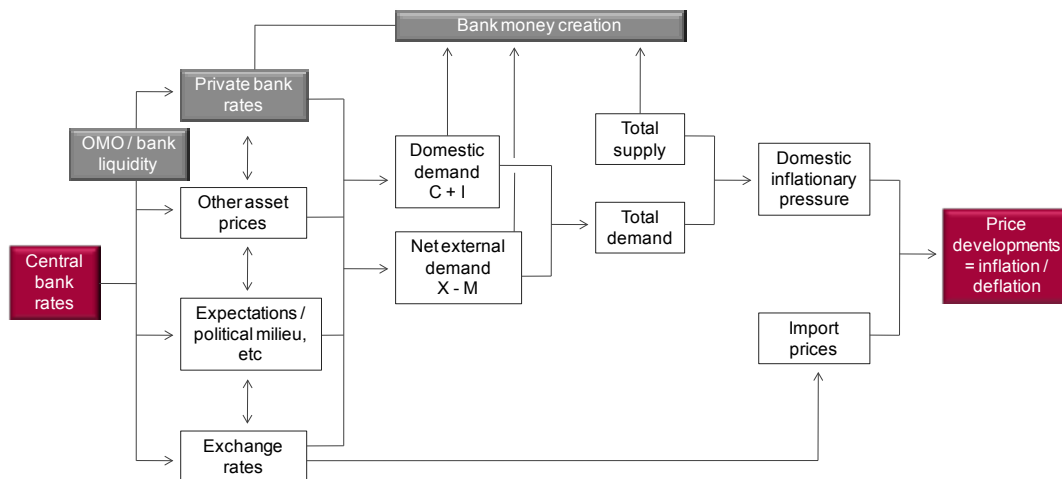 Bank money creation
Private bank
rates
OMO / bank
liquidity
Total
supply
Domestic
demand
C + I
Domestic
inflationary
pressure
Other asset
prices
Total
demand
Net external
demand
X - M
Price
developments
= inflation /
deflation
Central
bank
rates
Expectations /
political milieu,
etc
Import
prices
Exchange
rates